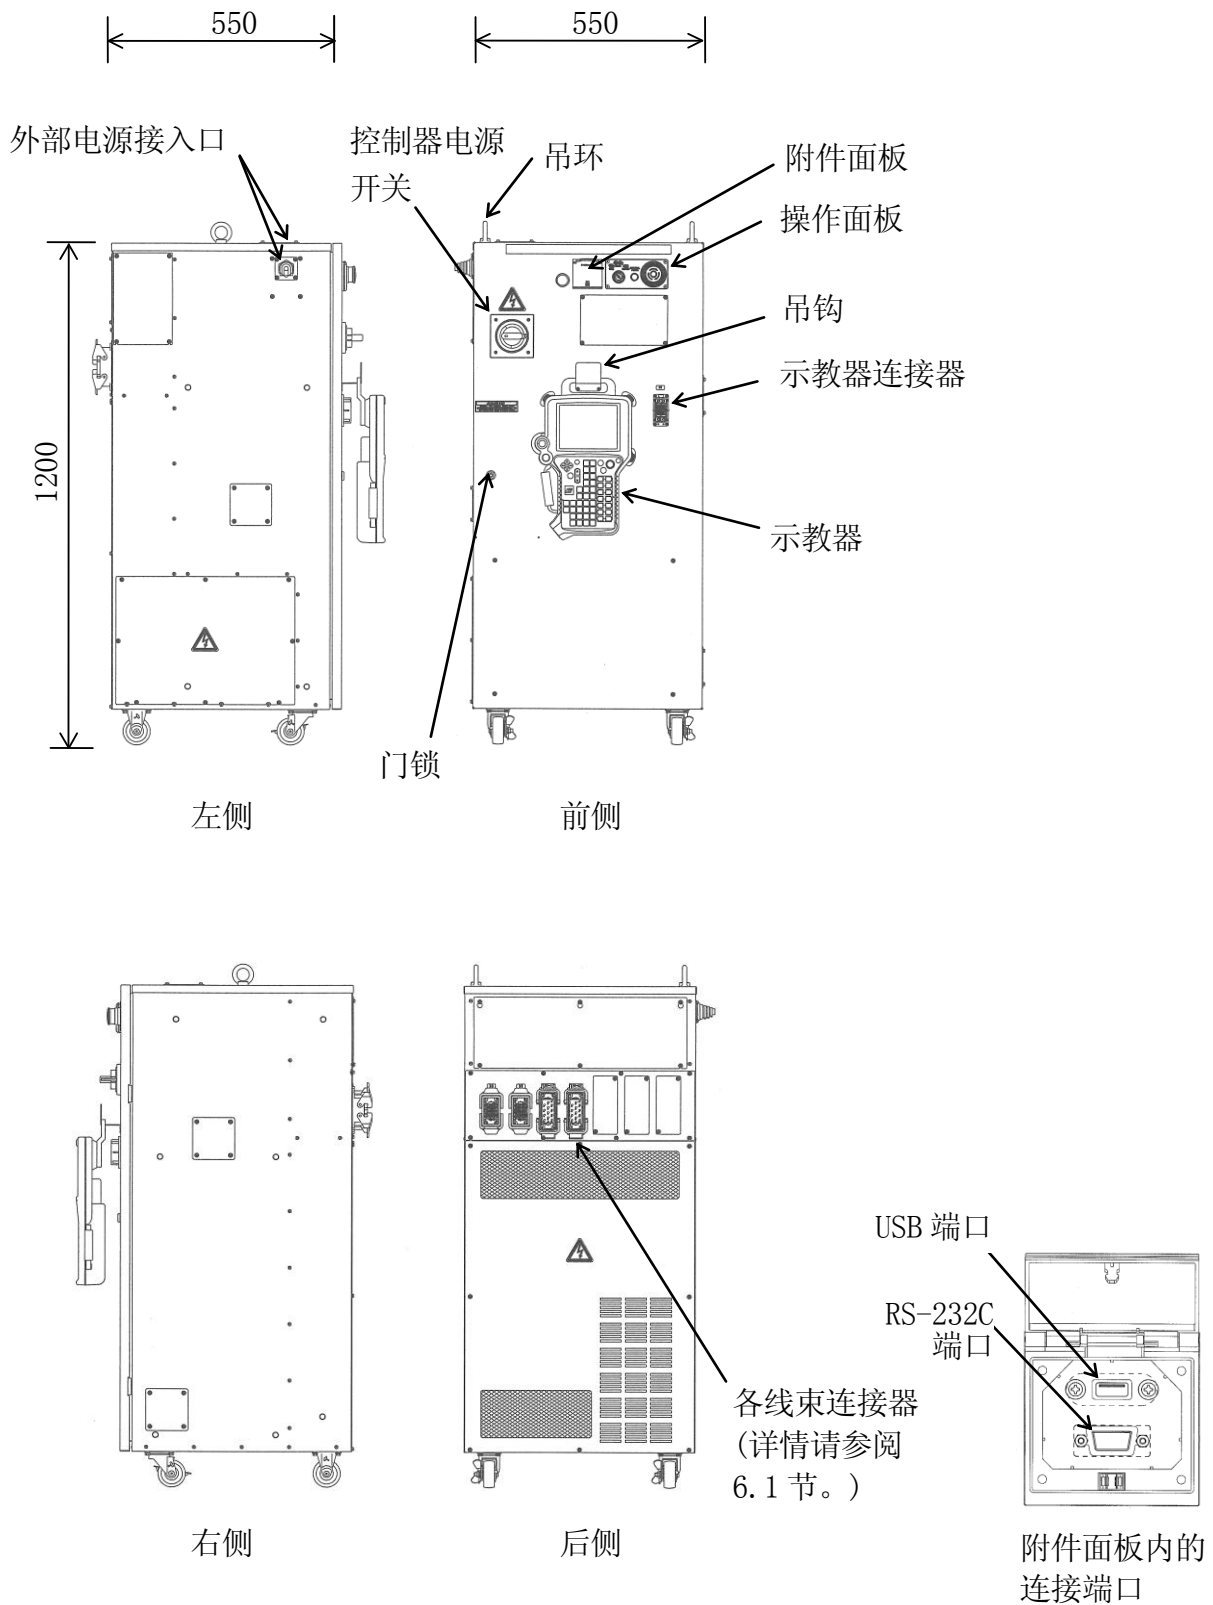 550
550
外部电源接入口
控制器电源
开关
吊环
附件面板
操作面板
吊钩
示教器连接器
1200
示教器
门锁
左侧
前侧
USB 端口
RS-232C
端口
各线束连接器
(详情请参阅
6.1 节。)
右侧
后侧
附件面板内的
连接端口